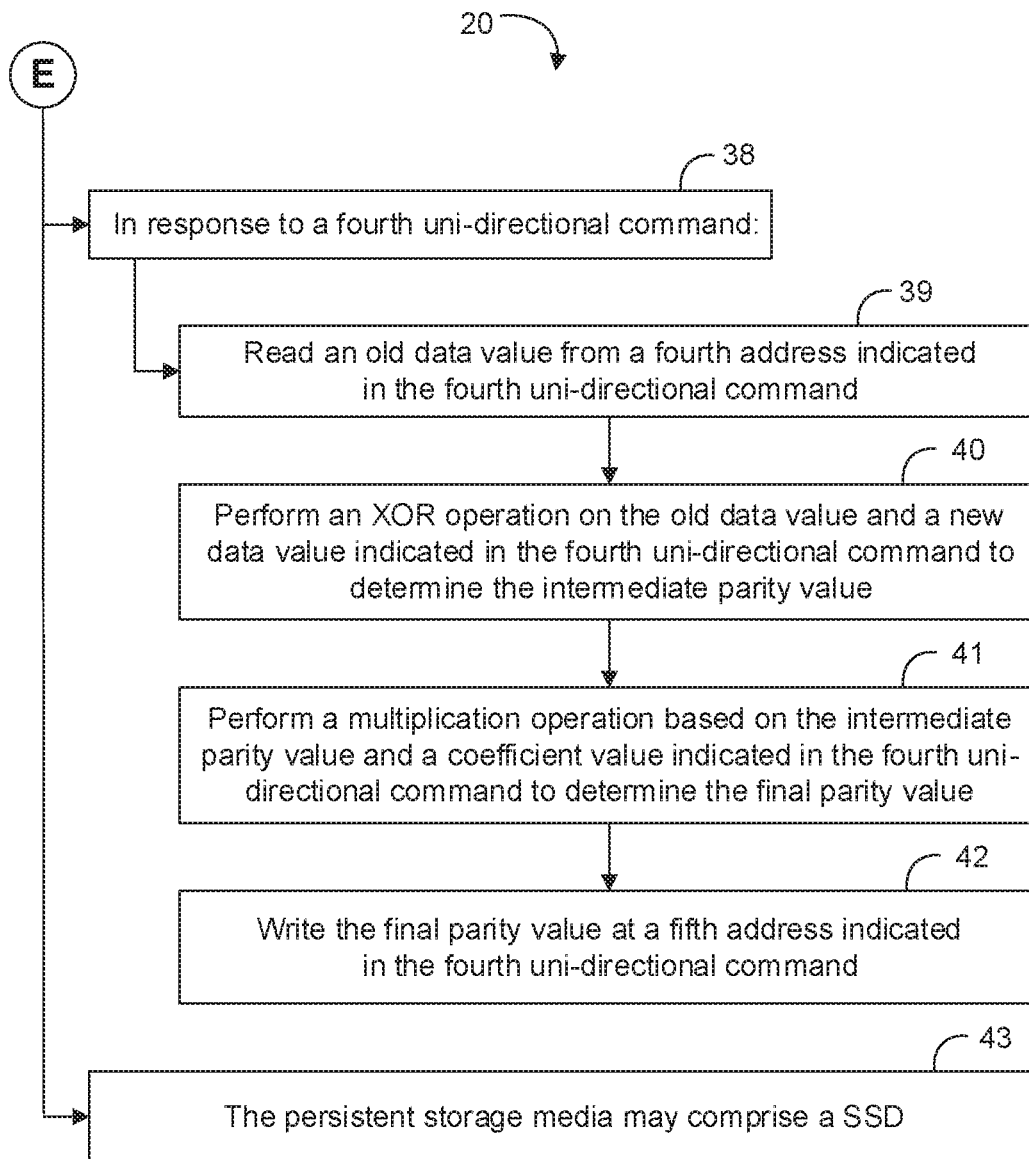 20
E
38
In response to a fourth uni-directional command:
39
Read an old data value from a fourth address indicated
in the fourth uni-directional command
40
Perform an XOR operation on the old data value and a new
data value indicated in the fourth uni-directional command to
determine the intermediate parity value
41
Perform a multiplication operation based on the intermediate
parity value and a coefficient value indicated in the fourth uni-
directional command to determine the final parity value
42
Write the final parity value at a fifth address indicated
in the fourth uni-directional command
43
The persistent storage media may comprise a SSD